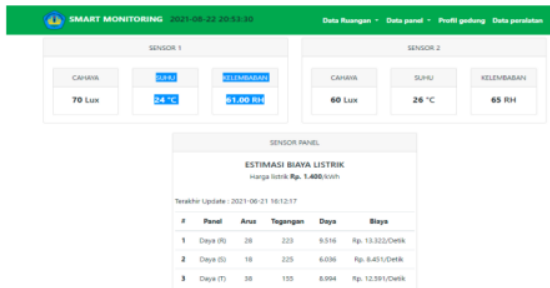 SMART MONITORING 2021-08-22 20:53:30 Data Ruangan Data panel Profil gedung Data peralatan
SENSOR 1
CAHAYA SUHU KELEMBABAN
70 Lux 24 °C 61.00 RH
SENSOR 2
CAHAYA SUHU KELEMBABAN
60 Lux 26 °C 65 RH
SENSOR PANEL
ESTIMASI BIAYA LISTRIK
Harga listrik Rp. 1.400/kWh
Terakhir Update : 2021-06-21 16:12:17
# Panel Arus Tegangan Daya Biaya
1 Daya (R) 28 223 9.516 Rp. 13.322/Detik
2 Daya (S) 18 225 6.036 Rp. 8.451/Detik
3 Daya (T) 38 155 8.994 Rp. 12.591/Detik